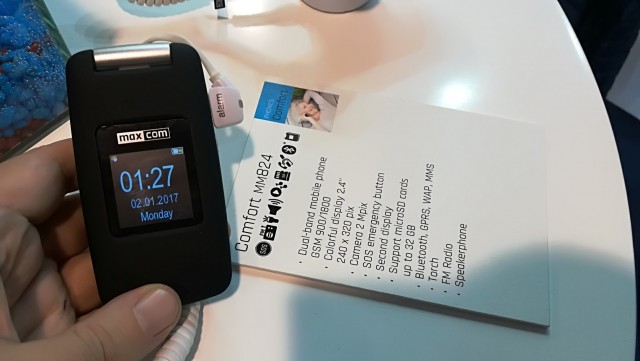 maxcom
01:27
02.01.2017
Monday
alarm
Comfort
Comfort MM824
SOS
• Dual-band mobile phone
GSM 900/1800
• Colorful display 2.4"
240 x 320 pix
• Camera 2 Mpix
• SOS emergency button
• Second display
• Support microSD cards
up to 32 GB
• Bluetooth, GPRS, WAP, MMS
• Torch
• FM Radio
• Speakerphone